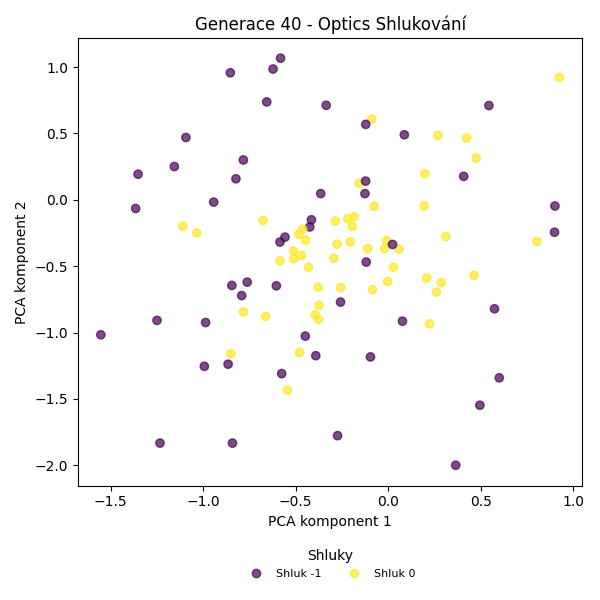 Generace 40 - Optics Shlukování
PCA komponent 2
1.0
0.5
0.0
−0.5
−1.0
−1.5
−2.0
−1.5 −1.0 −0.5 0.0 0.5 1.0
PCA komponent 1
Shluky
Shluk -1 Shluk 0